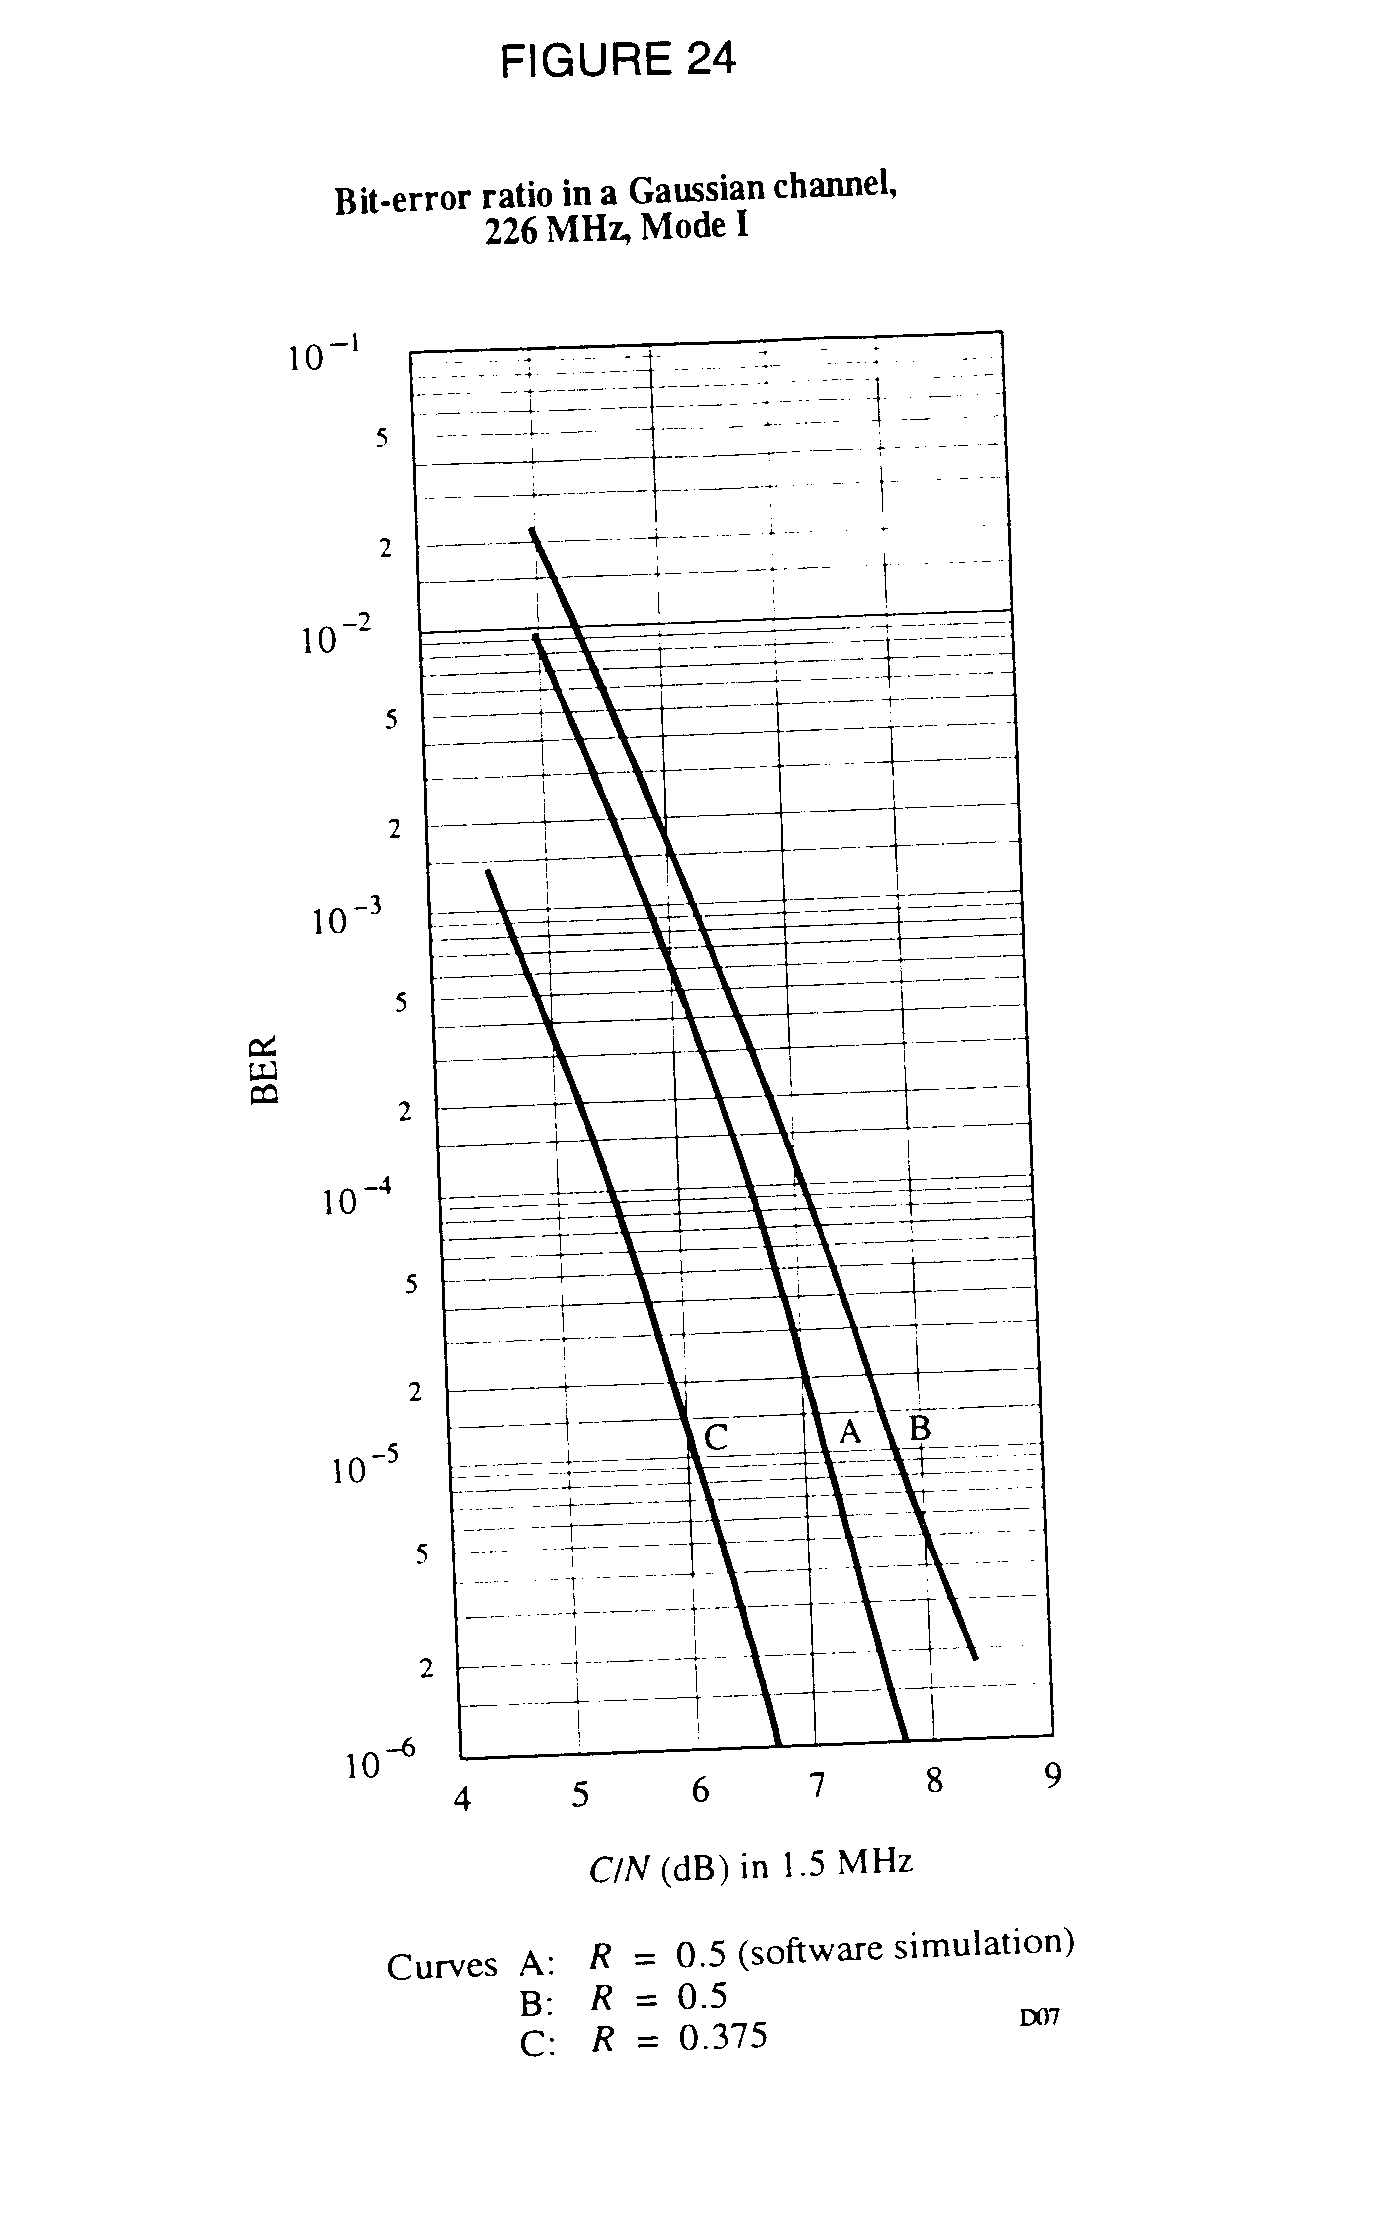 FIGURE 24
Bit-error ratio in a Gaussian channel,
226 MHz, Mode I
10⁻¹
5
2
10⁻²
5
2
10⁻³
5
2
10⁻⁴
5
2
10⁻⁵
5
2
10⁻⁶
BER
C
A
B
4 5 6 7 8 9
C/N (dB) in 1.5 MHz
Curves A: R = 0.5 (software simulation)
B: R = 0.5
C: R = 0.375
D07